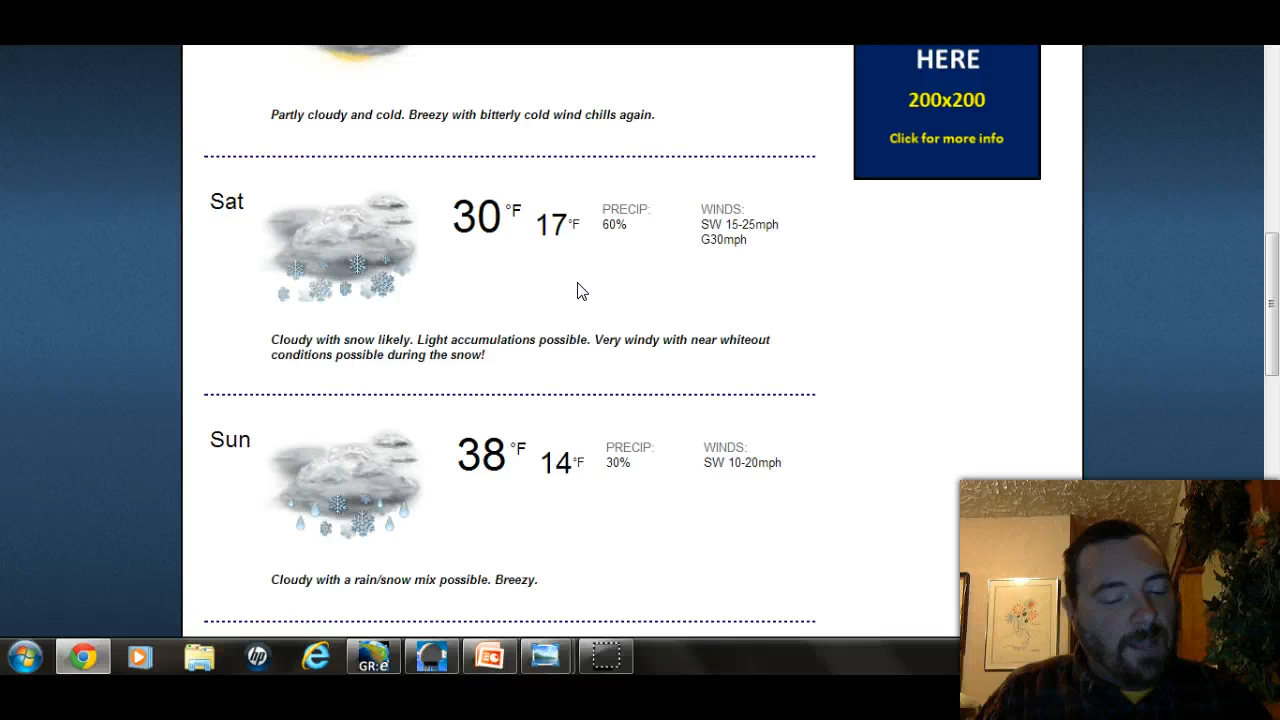 HERE
200x200
Click for more info
Partly cloudy and cold. Breezy with bitterly cold wind chills again.
Sat
30 °F 17 °F
PRECIP:
60%
WINDS:
SW 15-25mph
G30mph
Cloudy with snow likely. Light accumulations possible. Very windy with near whiteout
conditions possible during the snow!
Sun
38 °F 14 °F
PRECIP:
30%
WINDS:
SW 10-20mph
Cloudy with a rain/snow mix possible. Breezy.
hp
GR:e